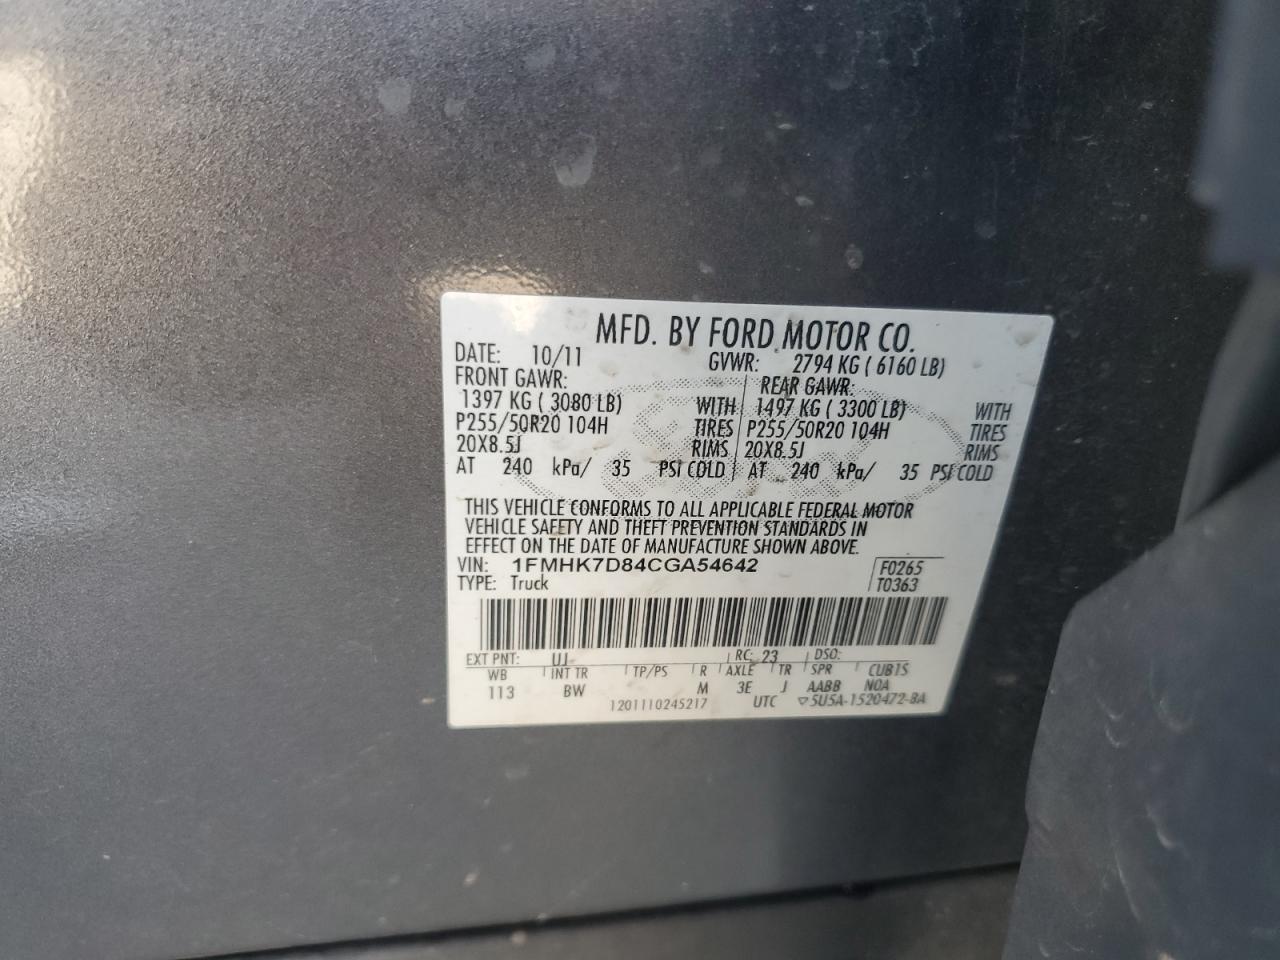 MFD. BY FORD MOTOR CO.
DATE: 10/11 GVWR: 2794 KG ( 6160 LB)
FRONT GAWR: REAR GAWR:
1397 KG ( 3080 LB) WITH 1497 KG ( 3300 LB) WITH
P255/50R20 104H TIRES P255/50R20 104H TIRES
20X8.5J RIMS 20X8.5J RIMS
AT 240 kPa/ 35 PSI COLD AT 240 kPa/ 35 PSI COLD
THIS VEHICLE CONFORMS TO ALL APPLICABLE FEDERAL MOTOR
VEHICLE SAFETY AND THEFT PREVENTION STANDARDS IN
EFFECT ON THE DATE OF MANUFACTURE SHOWN ABOVE.
VIN: 1FMHK7D84CGA54642 F0265
TYPE: Truck T0363
EXT PNT: UJ RC: 23 DSO:
WB INT TR TP/PS R AXLE TR SPR CUBIS
113 BW M 3E J AABB NOA
1201110245217 UTC ▽5U5A-1520472-BA